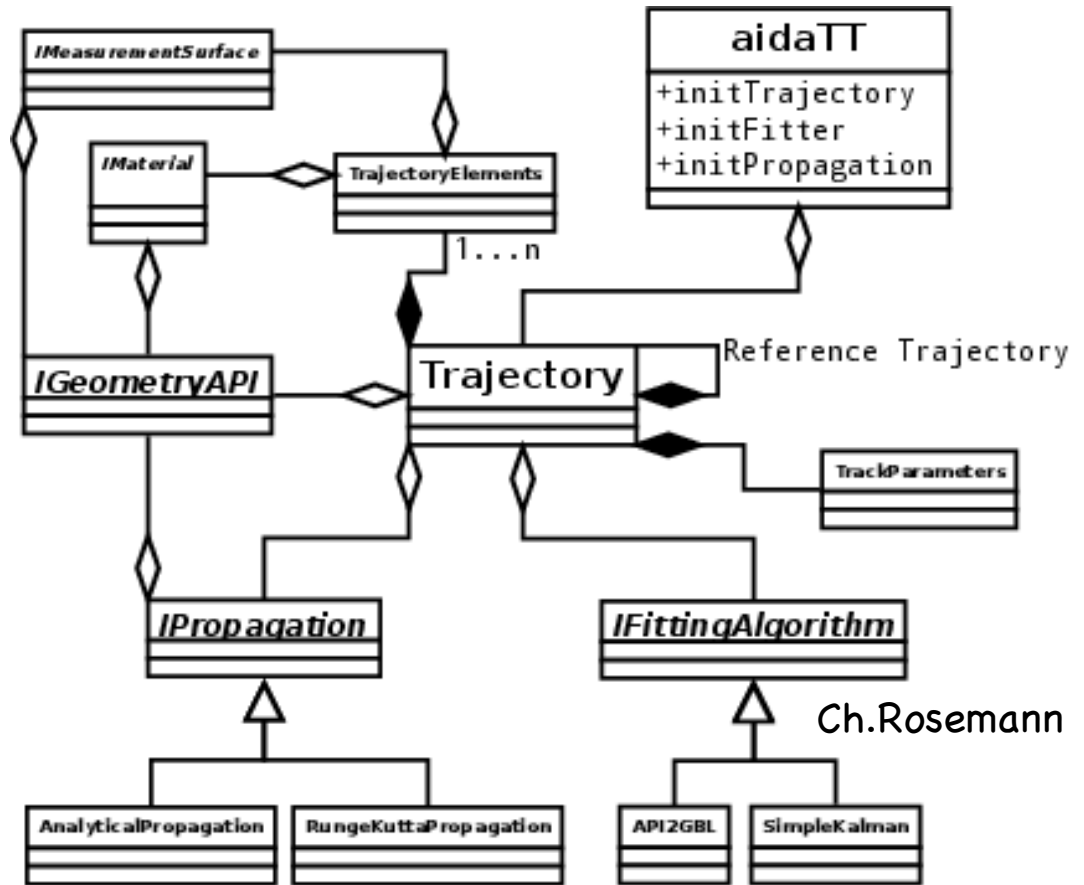 IMeasurementSurface
aidaTT
+initTrajectory
+initFitter
+initPropagation
IMaterial
TrajectoryElements
1...n
Reference Trajectory
IGeometryAPI
Trajectory
TrackParameters
IPropagation
IFittingAlgorithm
Ch.Rosemann
AnalyticalPropagation
RungeKuttaPropagation
API2GBL
SimpleKalman